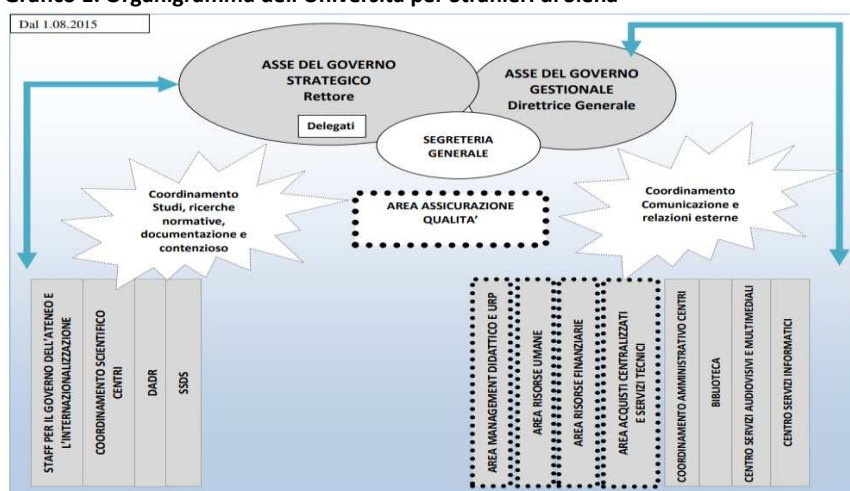 Grafico 1: Organigramma dell'Università per Stranieri di Siena
Dal 1.08.2015
ASSE DEL GOVERNO
STRATEGICO
Rettore
Delegati
ASSE DEL GOVERNO
GESTIONALE
Direttrice Generale
SEGRETERIA
GENERALE
Coordinamento
Studi, ricerche
normative,
documentazione e
contenzioso
AREA ASSICURAZIONE
QUALITA'
Coordinamento
Comunicazione e
relazioni esterne
STAFF PER IL GOVERNO DELL'ATENEO E
L'INTERNAZIONALIZZAZIONE
COORDINAMENTO SCIENTIFICO
CENTRI
DADR
SSDS
AREA MANAGEMENT DIDATTICO E URP
AREA RISORSE UMANE
AREA RISORSE FINANZIARIE
AREA ACQUISTI CENTRALIZZATI
E SERVIZI TECNICI
COORDINAMENTO AMMINISTRATIVO CENTRI
BIBLIOTECA
CENTRO SERVIZI AUDIOVISIVI E MULTIMEDIALI
CENTRO SERVIZI INFORMATICI